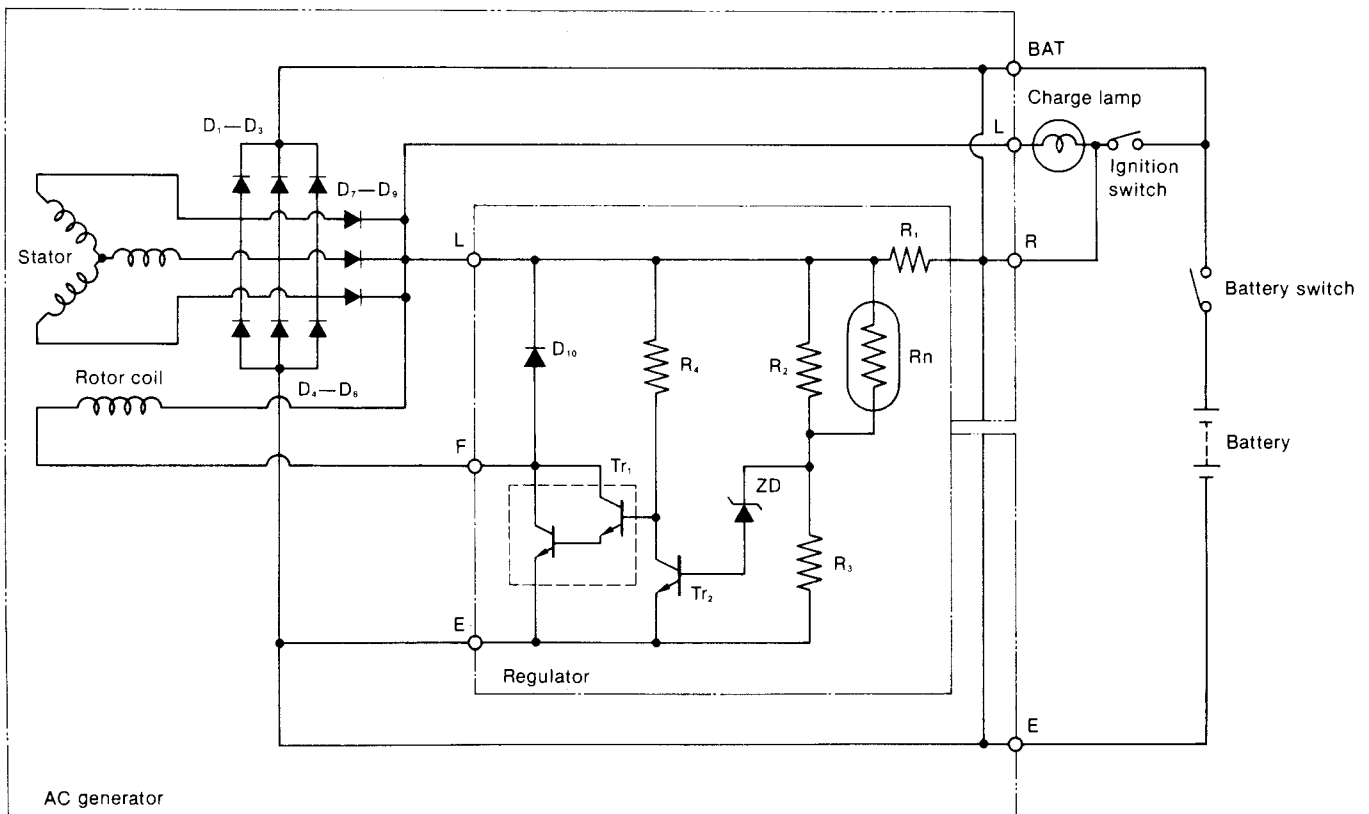 BAT
Charge lamp
D₁—D₃
L
Ignition
switch
D₇—D₉
R₁
L
R
Stator
Battery switch
D₁₀
R₄
R₂
Rn
Rotor coil
D₄—D₆
F
Tr₁
Battery
ZD
R₃
Tr₂
E
Regulator
E
AC generator